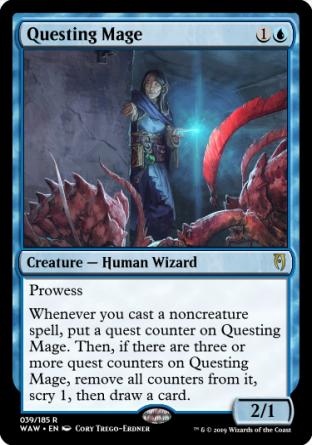 Questing Mage 1
Creature — Human Wizard
Prowess
Whenever you cast a noncreature
spell, put a quest counter on Questing
Mage. Then, if there are three or
more quest counters on Questing
Mage, remove all counters from it,
scry 1, then draw a card.
2/1
039/185 R
WAW • EN Cory Trego-Erdner
™ & © 2019 Wizards of the Coast